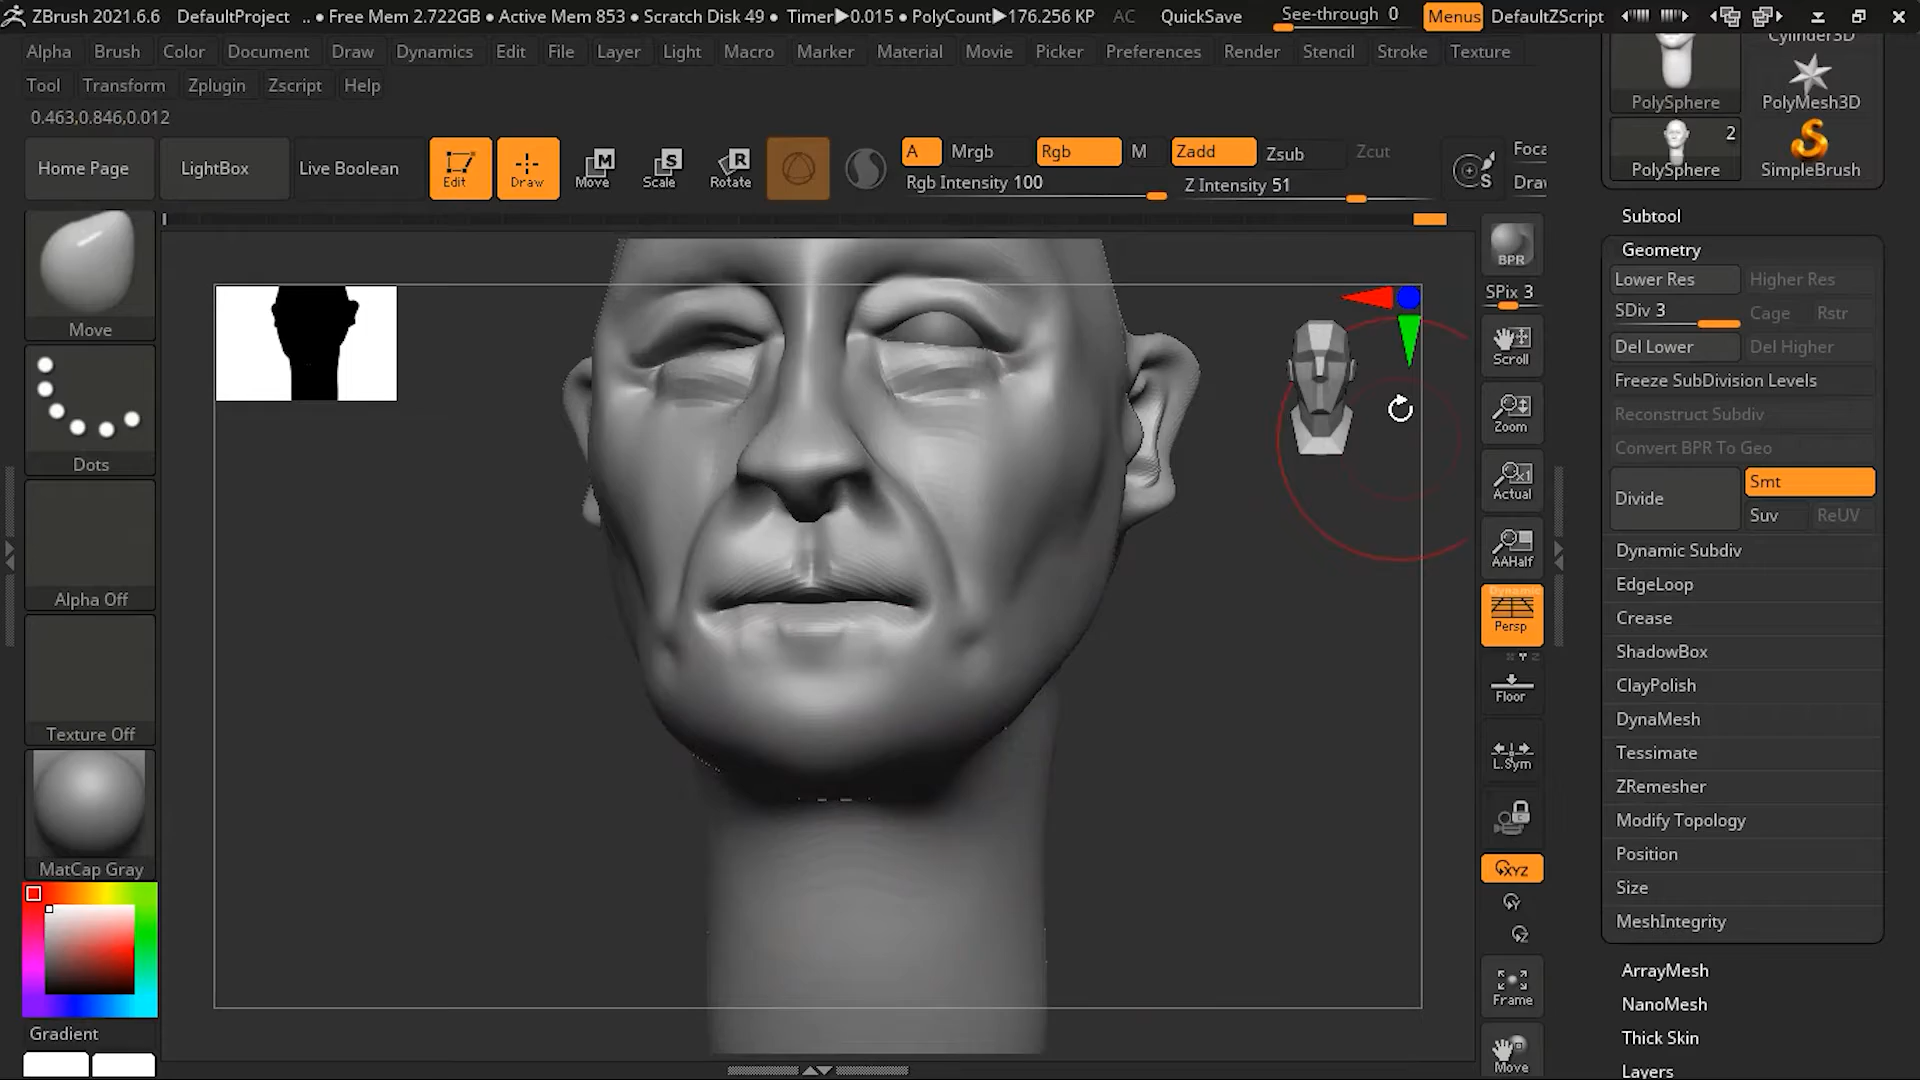 ZBrush 2021.6.6 DefaultProject .. • Free Mem 2.722GB • Active Mem 853 • Scratch Disk 49 • Timer▶0.015 • PolyCount▶176.256 KP AC QuickSave See-through 0 Menus DefaultZScript
Alpha Brush Color Document Draw Dynamics Edit File Layer Light Macro Marker Material Movie Picker Preferences Render Stencil Stroke Texture
Tool Transform Zplugin Zscript Help
0.463,0.846,0.012
Home Page LightBox Live Boolean Edit Draw M Move S Scale R Rotate
A Mrgb Rgb M Zadd Zsub Zcut
Rgb Intensity 100 Z Intensity 51
S
Foca
Draw
Move
Dots
Alpha Off
Texture Off
MatCap Gray
Gradient
BPR
SPix 3
Scroll
Zoom
x1
Actual
AAHalf
Dynamic
Persp
X Y Z
Floor
L.Sym
XYZ
Y
Z
Frame
Move
Cylinder3D
PolySphere PolyMesh3D
2
PolySphere SimpleBrush
Subtool
Geometry
Lower Res Higher Res
SDiv 3 Cage Rstr
Del Lower Del Higher
Freeze SubDivision Levels
Reconstruct Subdiv
Convert BPR To Geo
Divide Smt
Suv ReUV
Dynamic Subdiv
EdgeLoop
Crease
ShadowBox
ClayPolish
DynaMesh
Tessimate
ZRemesher
Modify Topology
Position
Size
MeshIntegrity
ArrayMesh
NanoMesh
Thick Skin
Layers